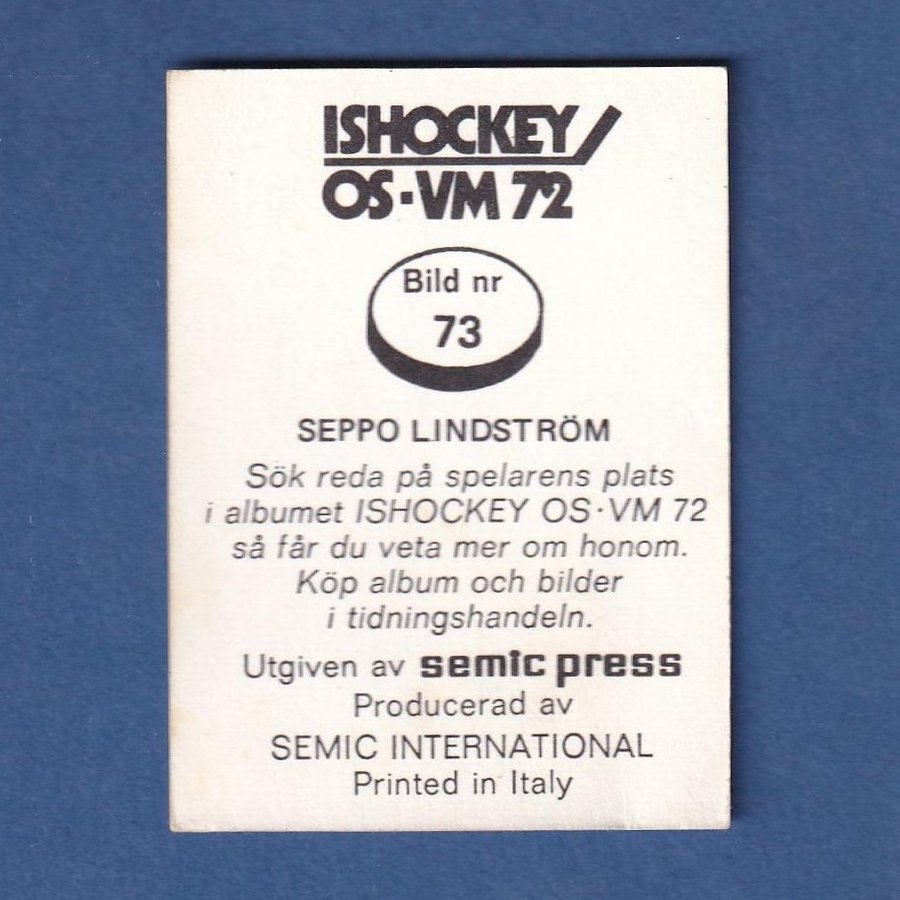 ISHOCKEY
OS·VM 72
Bild nr
73
SEPPO LINDSTRÖM
Sök reda på spelarens plats
i albumet ISHOCKEY OS·VM 72
så får du veta mer om honom.
Köp album och bilder
i tidningshandeln.
Utgiven av semic press
Producerad av
SEMIC INTERNATIONAL
Printed in Italy